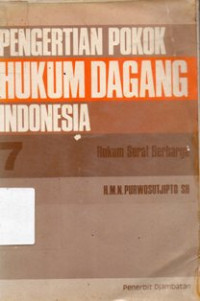 PENGERTIAN POKOK
HUKUM DAGANG
INDONESIA
7
Hukum Surat Berharga
H.M.N. PURWOSUTJIPTO SH
Penerbit Djambatan